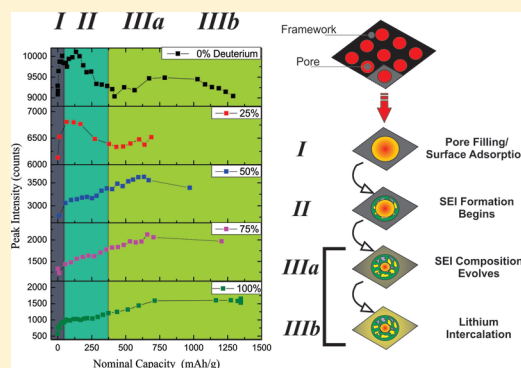 I II IIIa IIIb
10000
9500
9000
0% Deuterium
7000
6500
6000
25%
3500
3000
50%
2000
1500
75%
2000
1500
1000
500
100%
0 250 500 750 1000 1250 1500
Nominal Capacity (mAh/g)
Peak Intensity (counts)
Framework
Pore
I
Pore Filling/
Surface Adsorption
II
SEI Formation
Begins
IIIa
SEI Composition
Evolves
IIIb
Lithium
Intercalation